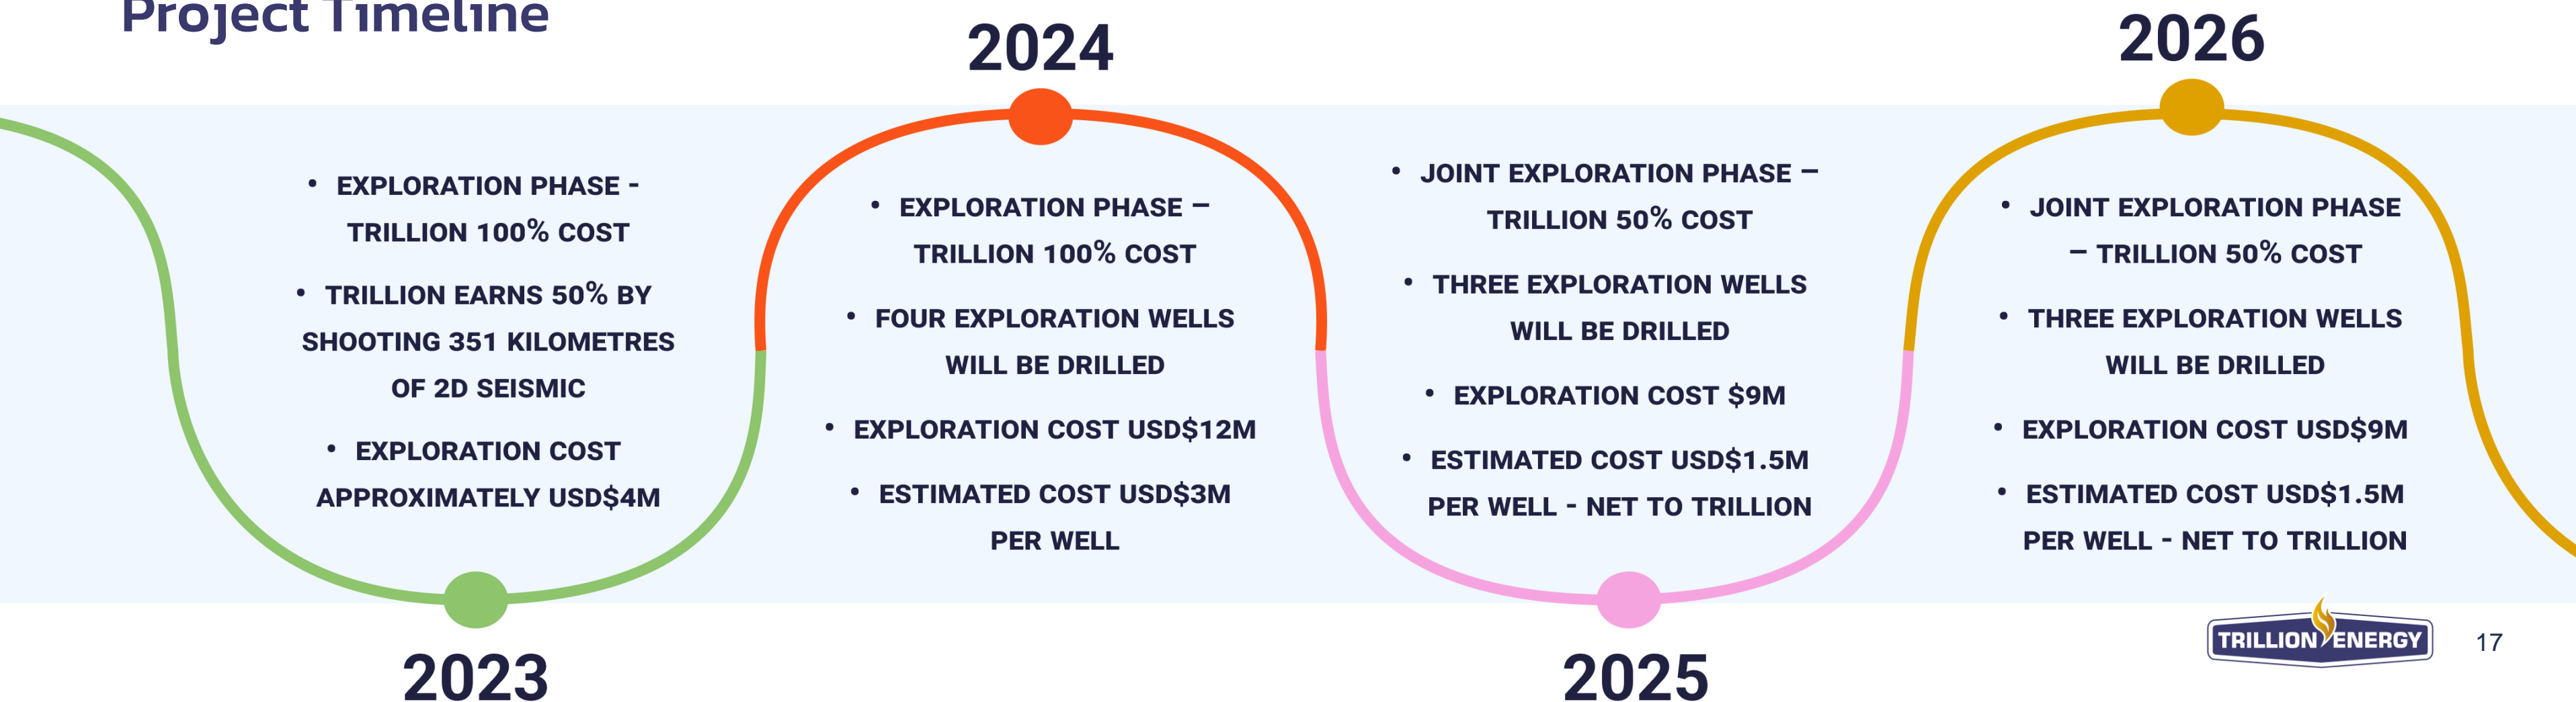 Project Timeline
2024
2026
• EXPLORATION PHASE -
TRILLION 100% COST
• TRILLION EARNS 50% BY
SHOOTING 351 KILOMETRES
OF 2D SEISMIC
• EXPLORATION COST
APPROXIMATELY USD$4M
• EXPLORATION PHASE –
TRILLION 100% COST
• FOUR EXPLORATION WELLS
WILL BE DRILLED
• EXPLORATION COST USD$12M
• ESTIMATED COST USD$3M
PER WELL
• JOINT EXPLORATION PHASE –
TRILLION 50% COST
• THREE EXPLORATION WELLS
WILL BE DRILLED
• EXPLORATION COST $9M
• ESTIMATED COST USD$1.5M
PER WELL - NET TO TRILLION
• JOINT EXPLORATION PHASE
– TRILLION 50% COST
• THREE EXPLORATION WELLS
WILL BE DRILLED
• EXPLORATION COST USD$9M
• ESTIMATED COST USD$1.5M
PER WELL - NET TO TRILLION
2023
2025
TRILLION ENERGY
17